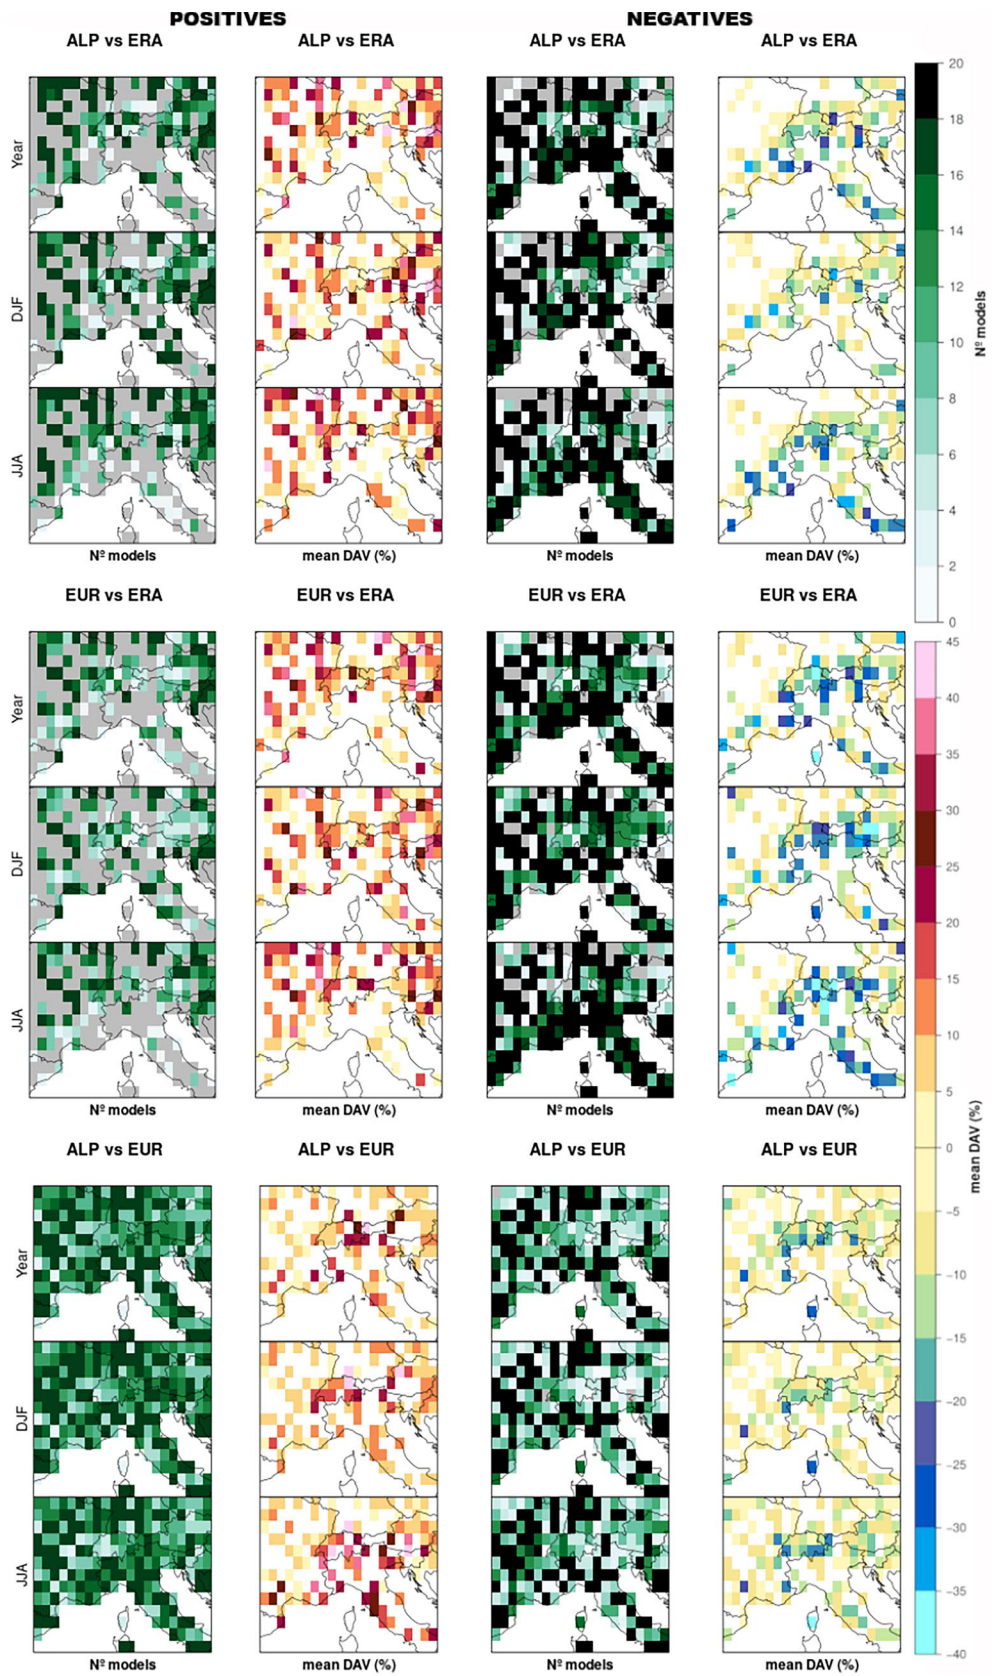 POSITIVES NEGATIVES
ALP vs ERA ALP vs ERA ALP vs ERA ALP vs ERA
Year
DJF
JJA
Nº models mean DAV (%) Nº models mean DAV (%)
20
18
16
14
12
10
8
6
4
2
0
Nº models
EUR vs ERA EUR vs ERA EUR vs ERA EUR vs ERA
Year
DJF
JJA
Nº models mean DAV (%) Nº models mean DAV (%)
ALP vs EUR ALP vs EUR ALP vs EUR ALP vs EUR
Year
DJF
JJA
Nº models mean DAV (%) Nº models mean DAV (%)
45
40
35
30
25
20
15
10
5
0
−5
−10
−15
−20
−25
−30
−35
−40
mean DAV (%)